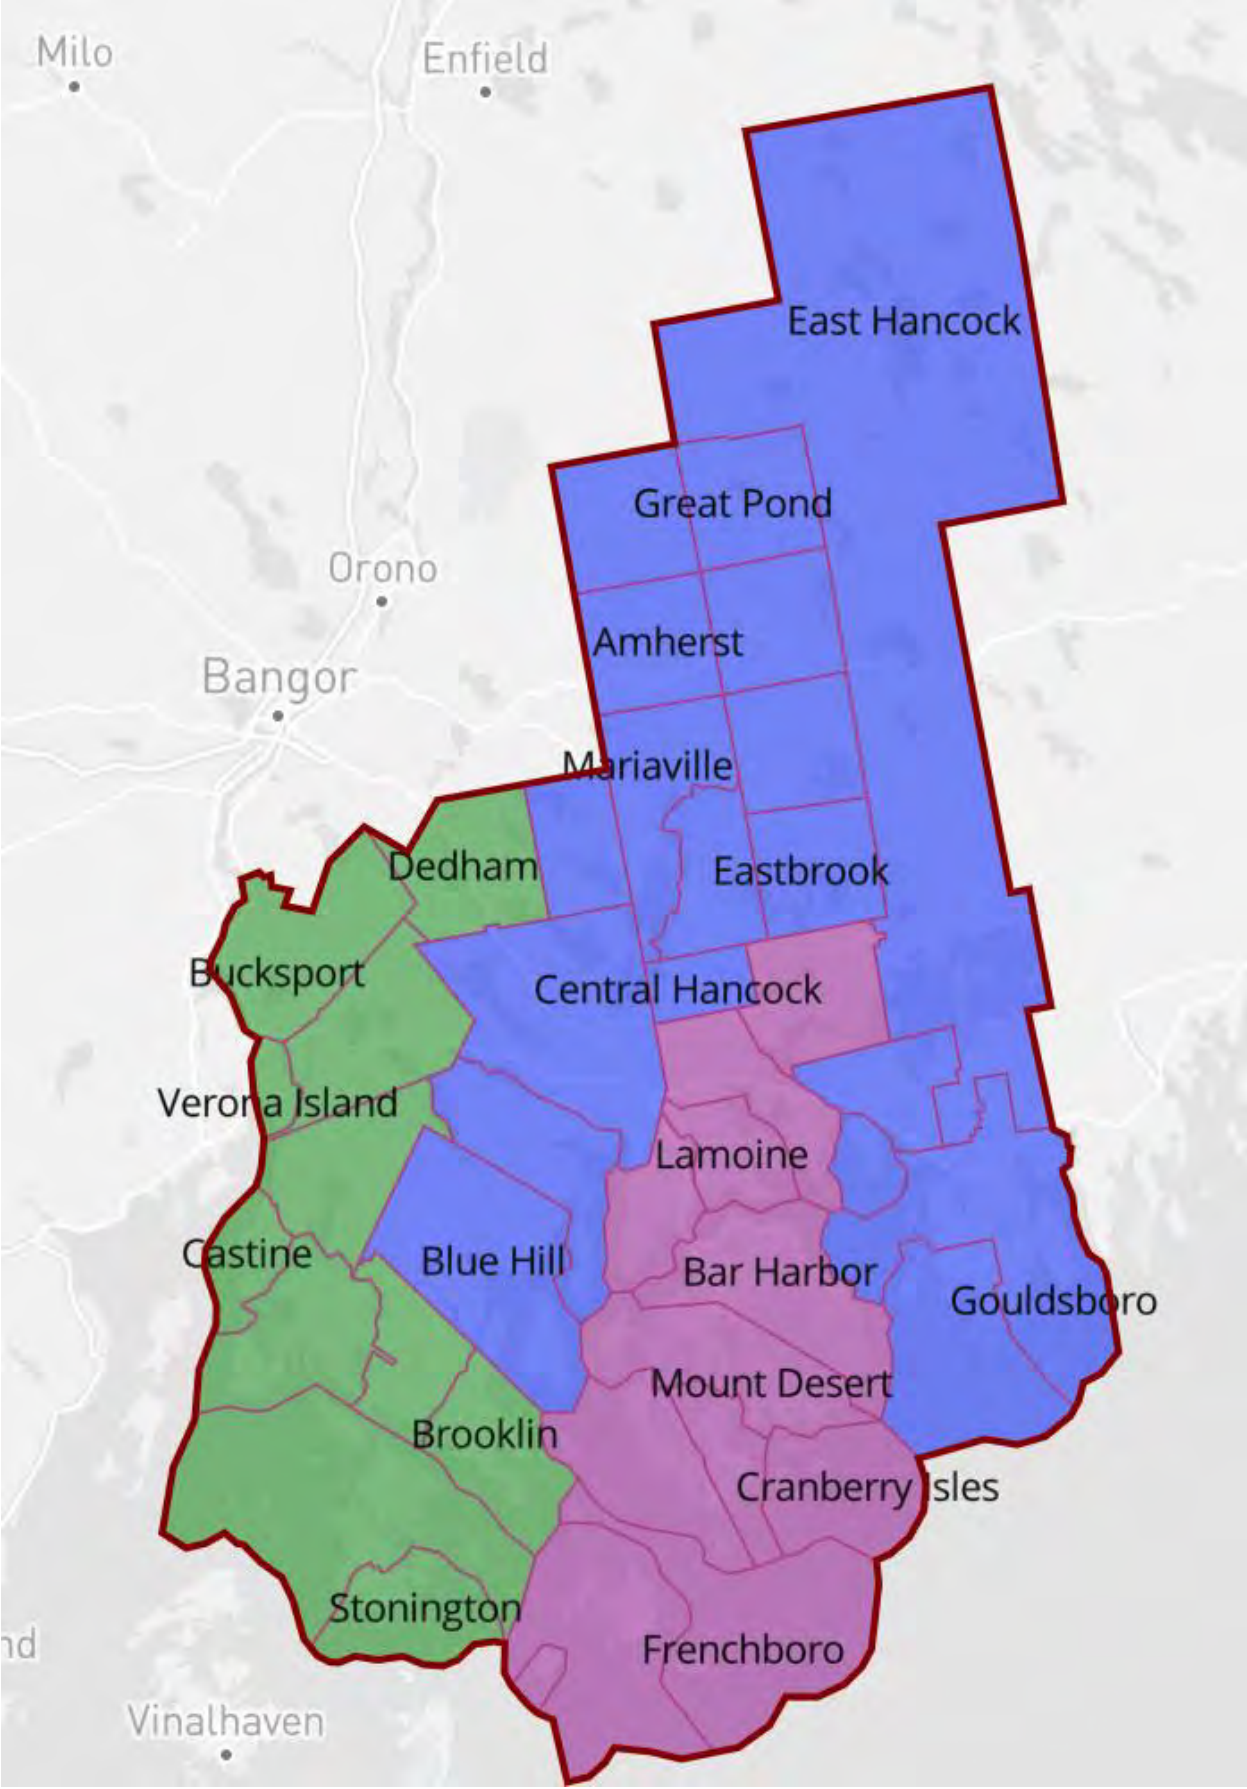 Milo
Enfield
East Hancock
Great Pond
Orono
Amherst
Bangor
Mariaville
Dedham
Eastbrook
Bucksport
Central Hancock
Verona Island
Lamoine
Castine
Blue Hill
Bar Harbor
Gouldsboro
Mount Desert
Brooklin
Cranberry Isles
Stonington
Frenchboro
nd
Vinalhaven